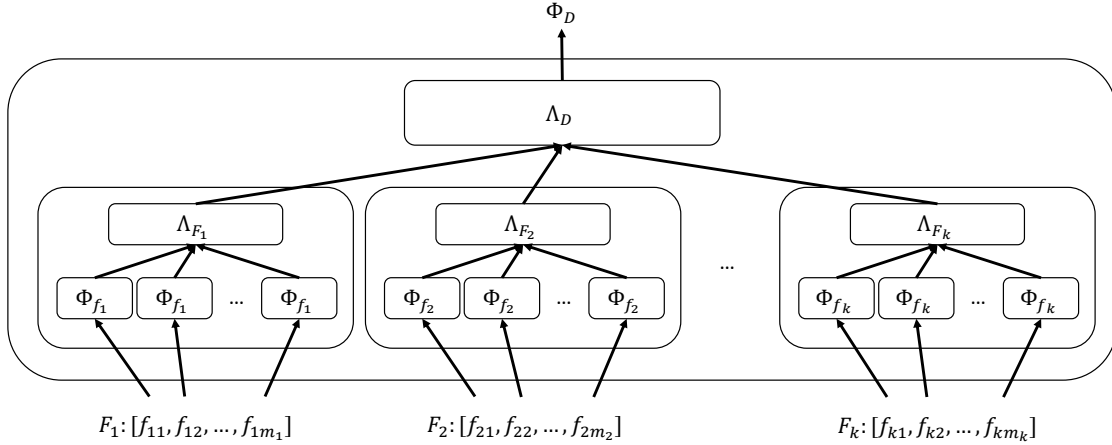 Φ_D
Λ_D
Λ_{F_1} Λ_{F_2} Λ_{F_k}
...
Φ_{f_1} Φ_{f_1} ... Φ_{f_1} Φ_{f_2} Φ_{f_2} ... Φ_{f_2} Φ_{f_k} Φ_{f_k} ... Φ_{f_k}
F_1: [f_{11}, f_{12}, ..., f_{1m_1}] F_2: [f_{21}, f_{22}, ..., f_{2m_2}] F_k: [f_{k1}, f_{k2}, ..., f_{km_k}]